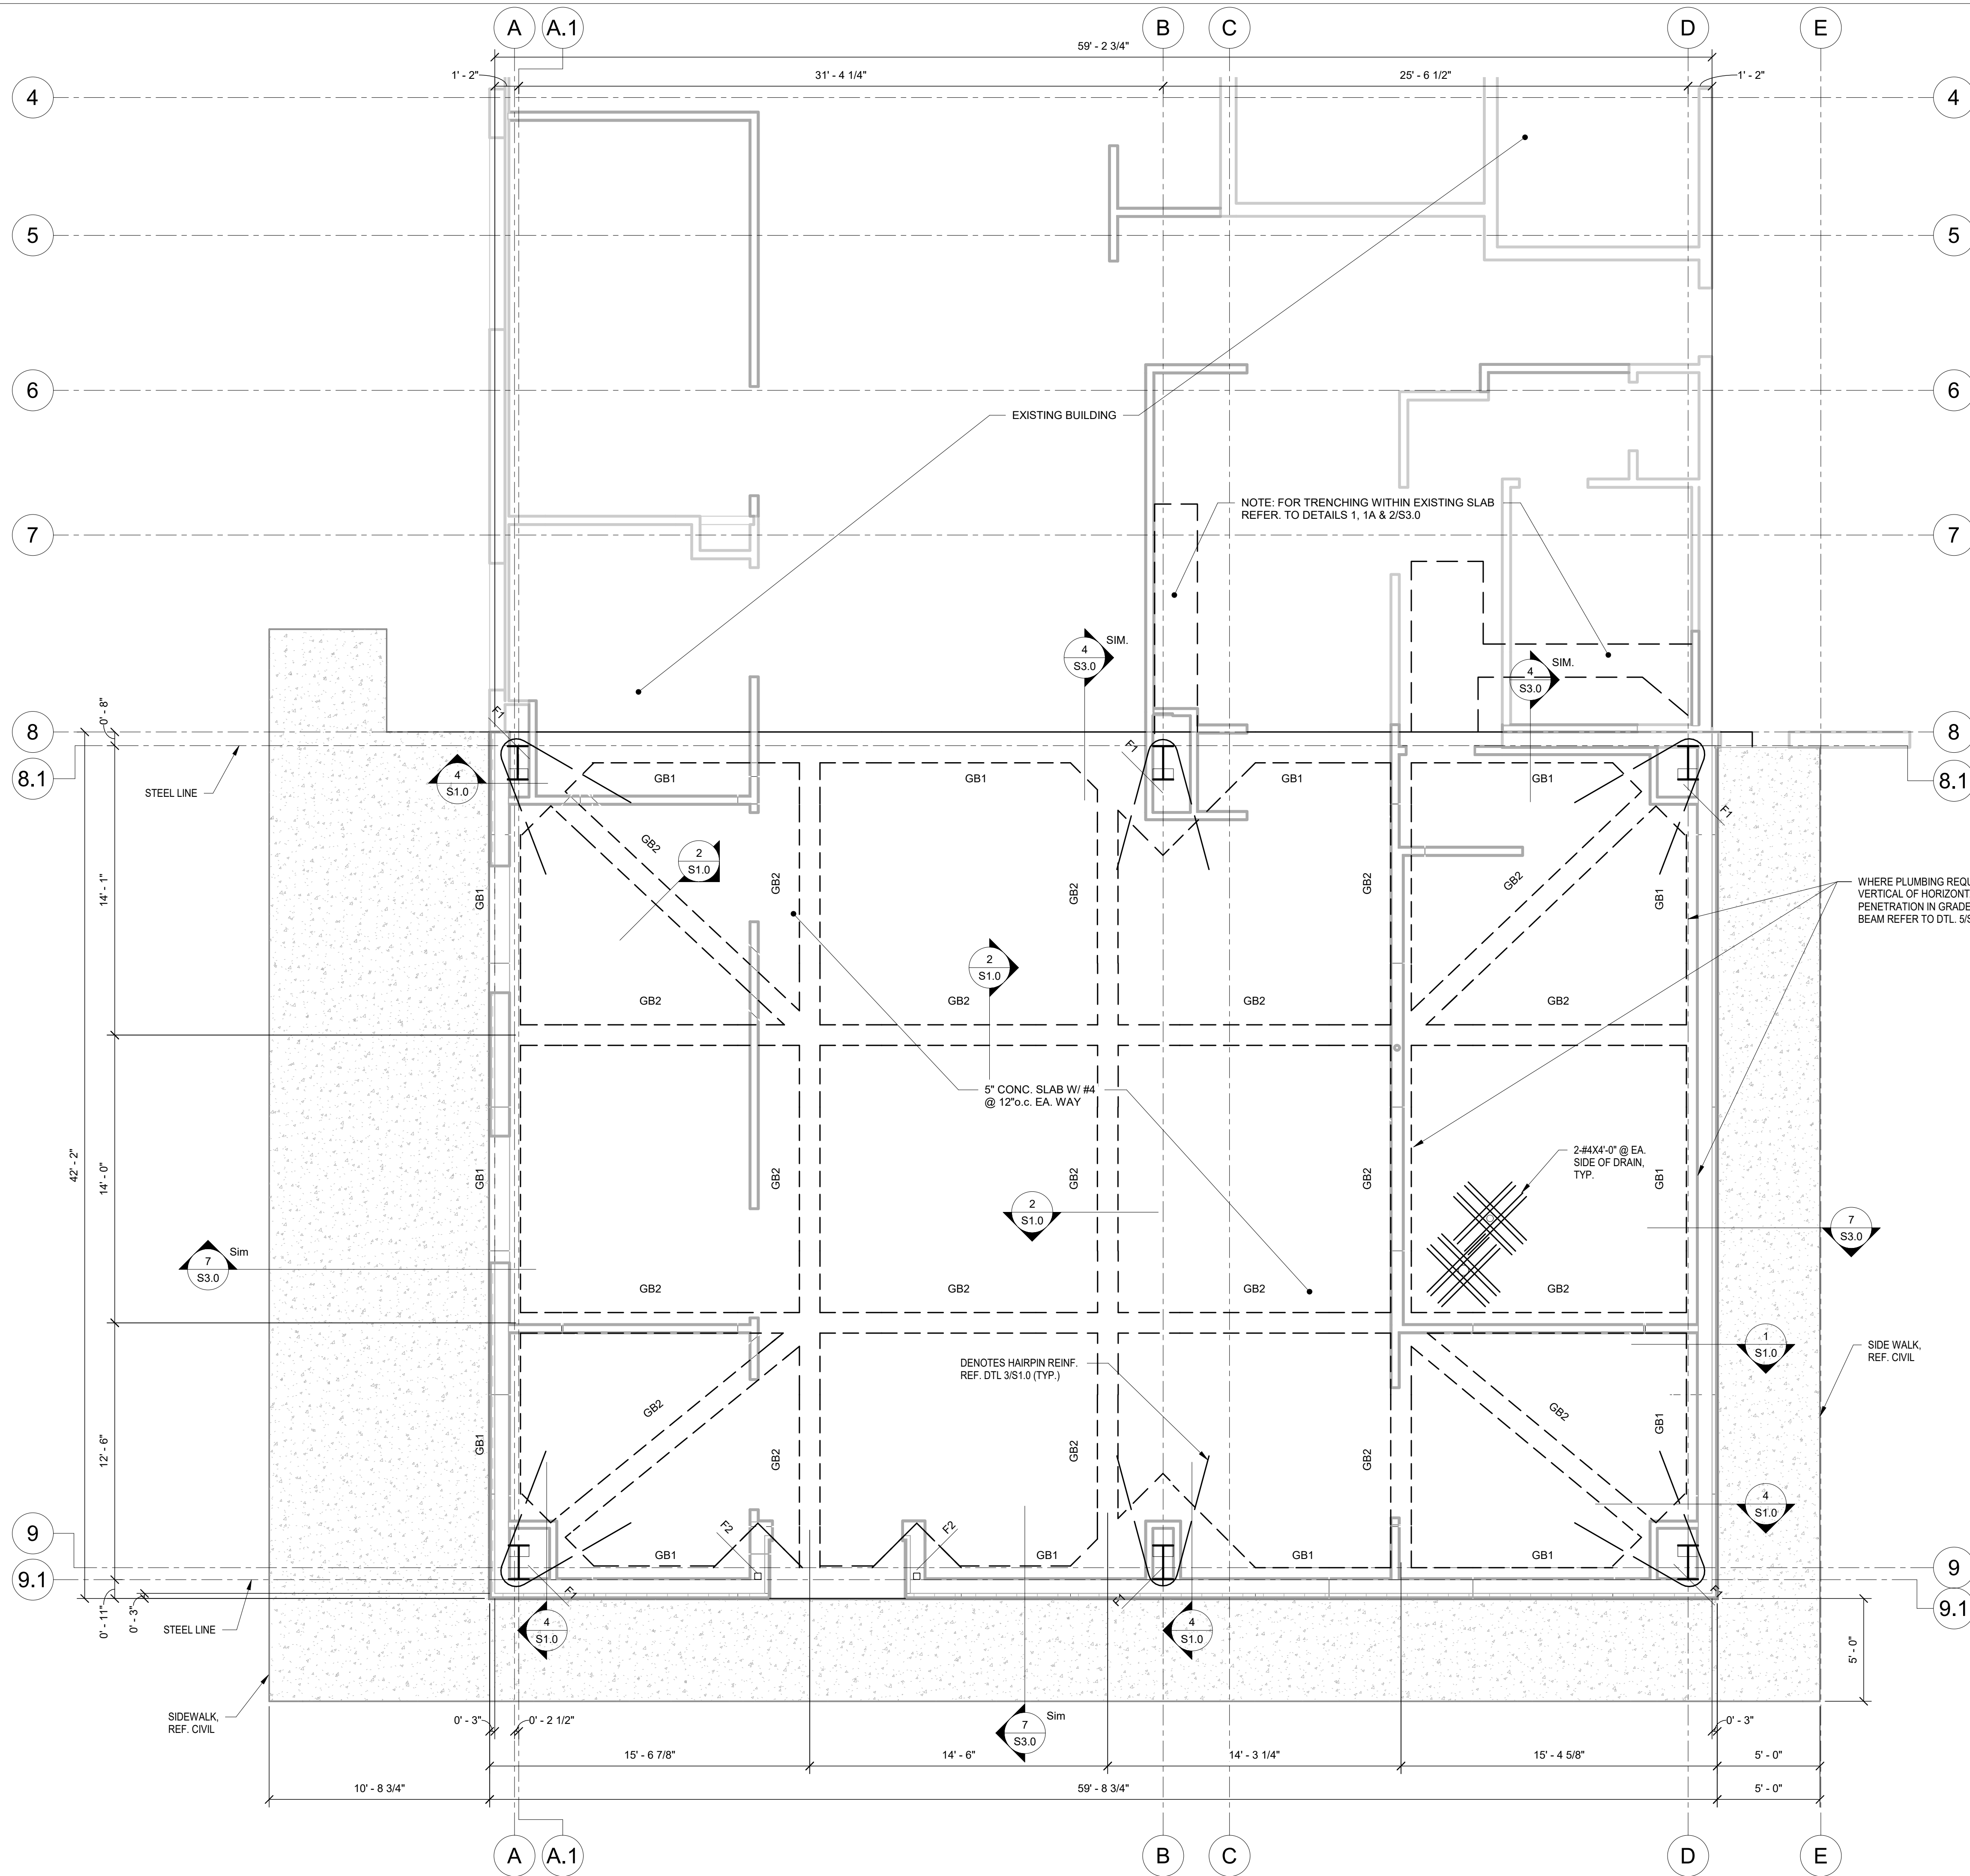 A
A.1
B
C
D
E
59' - 2 3/4"
1' - 2"
31' - 4 1/4"
25' - 6 1/2"
1' - 2"
4
4
5
5
6
6
EXISTING BUILDING
NOTE: FOR TRENCHING WITHIN EXISTING SLAB
REFER. TO DETAILS 1, 1A & 2/S3.0
7
7
4
S3.0
SIM.
4
S3.0
SIM.
0' - 8"
F1
8
8
8.1
8.1
F1
F1
STEEL LINE
4
S1.0
GB1
GB1
GB1
GB1
GB2
2
S1.0
GB1
GB2
GB2
GB2
GB2
GB1
14' - 1"
WHERE PLUMBING REQU
VERTICAL OF HORIZONT
PENETRATION IN GRADE
BEAM REFER TO DTL. 5/S
2
S1.0
GB2
GB2
GB2
GB2
5" CONC. SLAB W/ #4
@ 12"o.c. EA. WAY
42' - 2"
14' - 0"
GB1
GB2
GB2
GB2
GB1
2-#4X4'-0" @ EA.
SIDE OF DRAIN,
TYP.
2
S1.0
7
S3.0
7
S3.0
Sim
GB2
GB2
GB2
GB2
1
S1.0
SIDE WALK,
REF. CIVIL
DENOTES HAIRPIN REINF.
REF. DTL 3/S1.0 (TYP.)
12' - 6"
GB1
GB2
GB2
GB2
GB2
GB2
GB1
4
S1.0
F2
F2
9
9
GB1
GB1
GB1
GB1
9.1
9.1
F1
F1
F1
0' - 11"
0' - 3"
STEEL LINE
4
S1.0
4
S1.0
5' - 0"
SIDEWALK,
REF. CIVIL
0' - 3"
0' - 2 1/2"
7
S3.0
Sim
0' - 3"
15' - 6 7/8"
14' - 6"
14' - 3 1/4"
15' - 4 5/8"
5' - 0"
10' - 8 3/4"
59' - 8 3/4"
5' - 0"
A
A.1
B
C
D
E